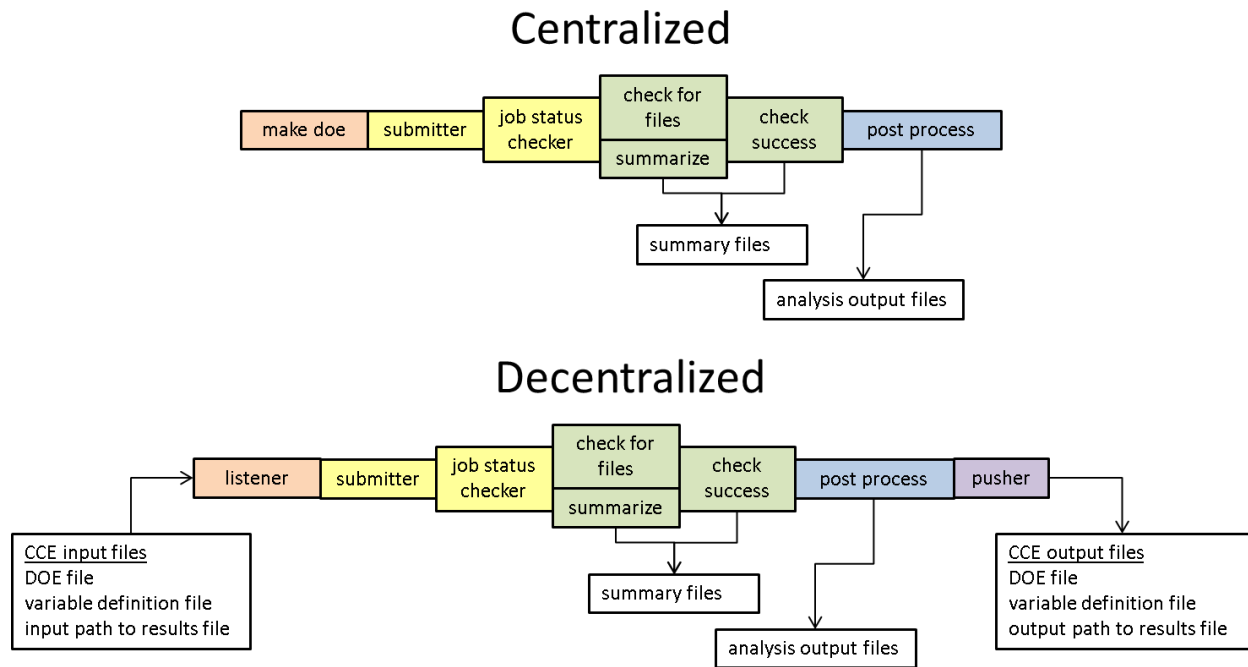 Centralized
make doe
submitter
job status
checker
check for
files
summarize
check
success
post process
summary files
analysis output files
Decentralized
listener
submitter
job status
checker
check for
files
summarize
check
success
post process
pusher
CCE input files
DOE file
variable definition file
input path to results file
summary files
analysis output files
CCE output files
DOE file
variable definition file
output path to results file